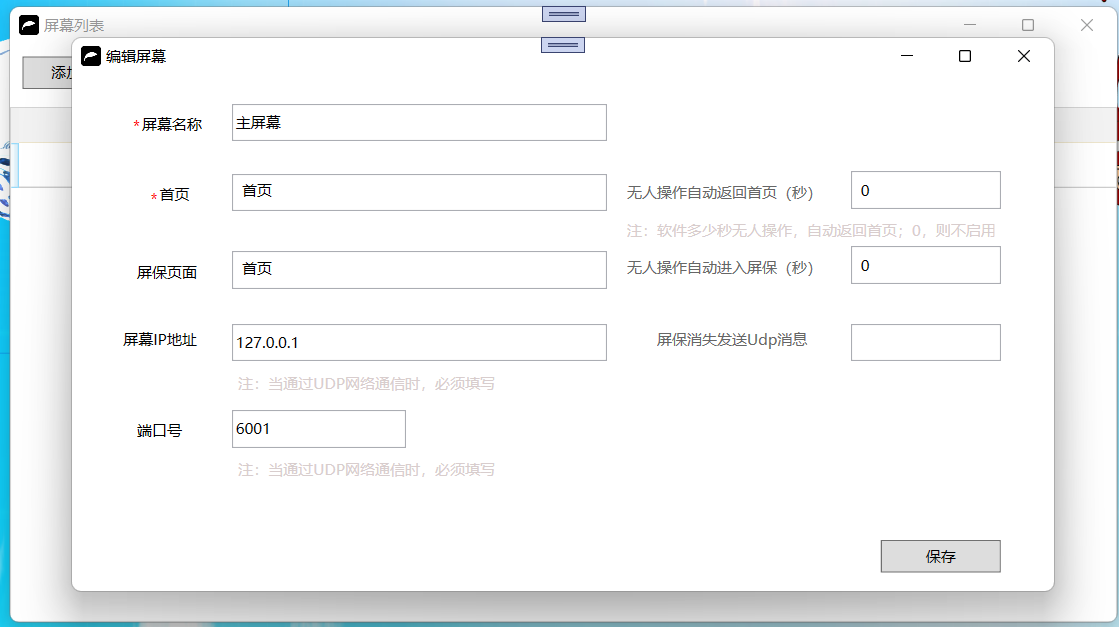 屏幕列表
编辑屏幕
添加
*屏幕名称 主屏幕
*首页 首页 无人操作自动返回首页（秒） 0
注：软件多少秒无人操作，自动返回首页；0，则不启用
屏保页面 首页 无人操作自动进入屏保（秒） 0
屏幕IP地址 127.0.0.1 屏保消失发送Udp消息
注：当通过UDP网络通信时，必须填写
端口号 6001
注：当通过UDP网络通信时，必须填写
保存